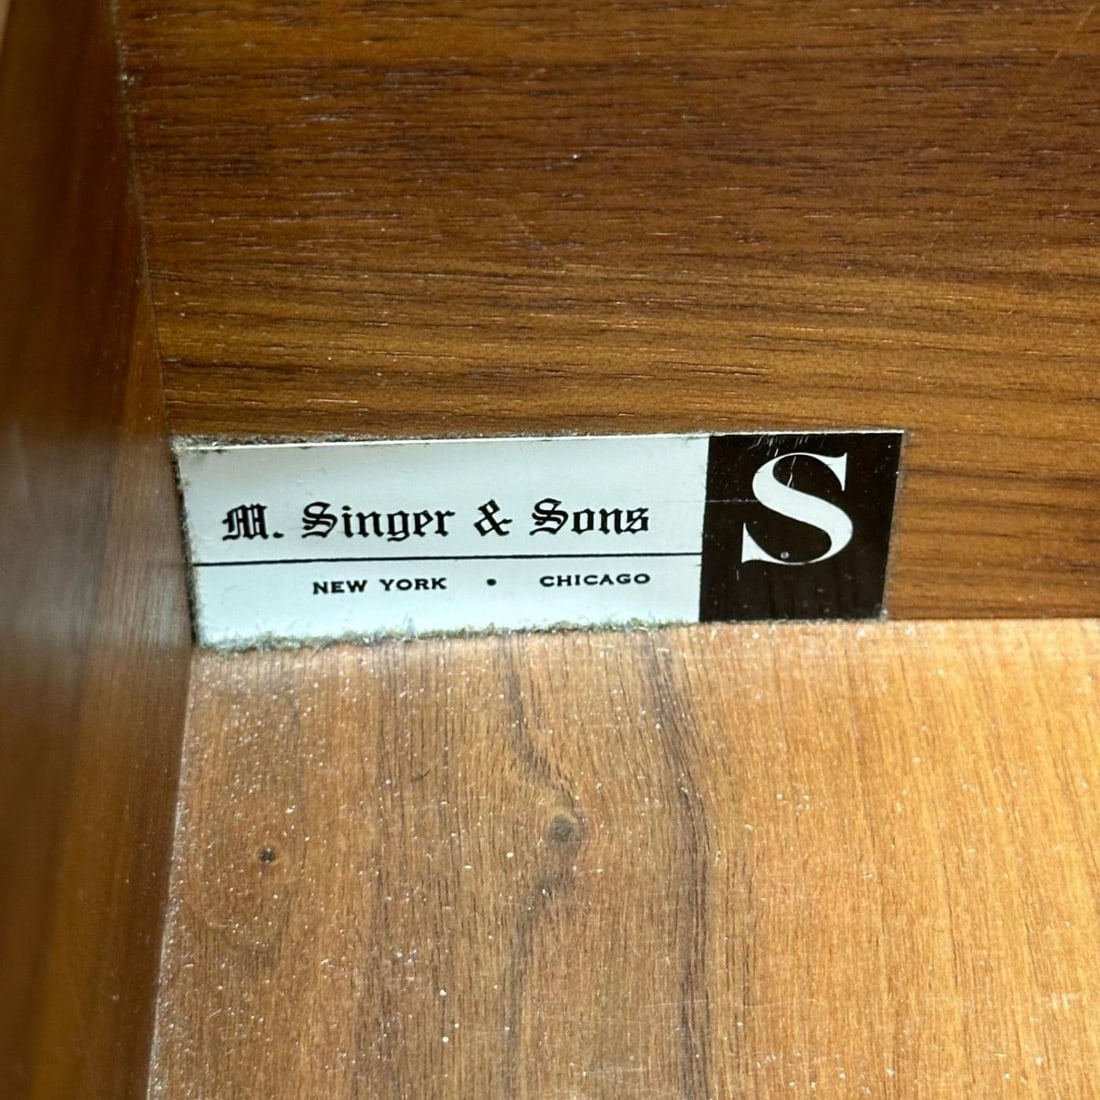 M. Singer & Sons
NEW YORK • CHICAGO
S